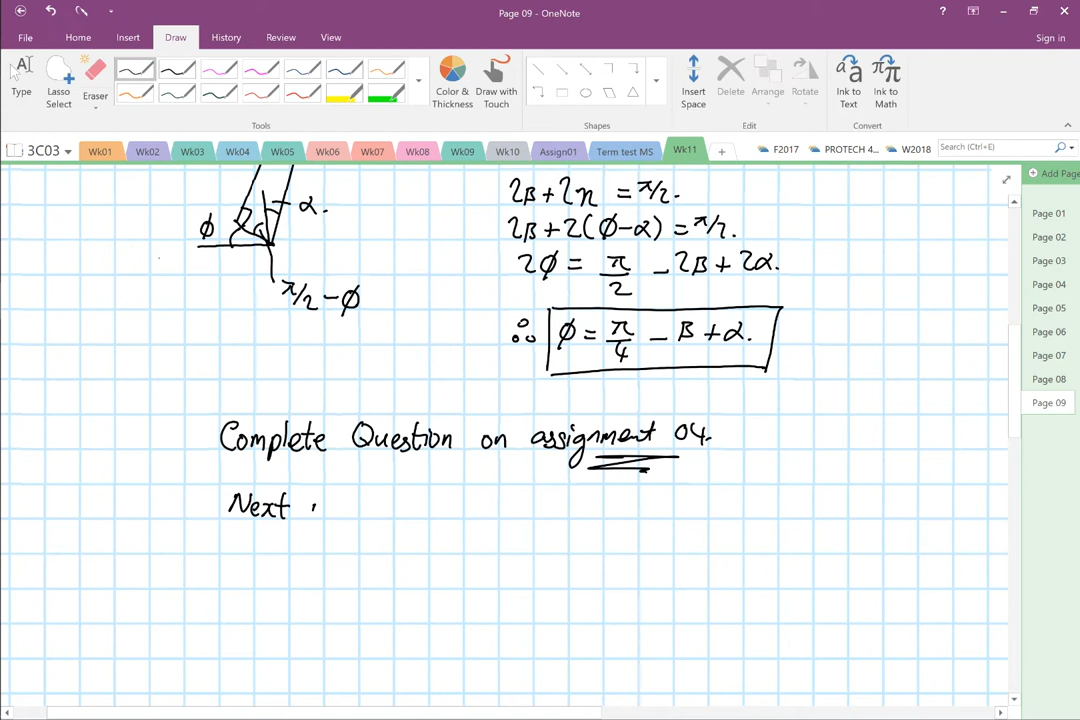 Page 09 - OneNote
? Sign in
File Home Insert Draw History Review View
Type Lasso Select Eraser Color & Thickness Draw with Touch Insert Space Delete Arrange Rotate Ink to Text Ink to Math
Tools Shapes Edit Convert
3C03 Wk01 Wk02 Wk03 Wk04 Wk05 Wk06 Wk07 Wk08 Wk09 Wk10 Assign01 Term test MS Wk11 + F2017 PROTECH 4... W2018 Search (Ctrl+E)
Add Page
Page 01
Page 02
Page 03
Page 04
Page 05
Page 06
Page 07
Page 08
Page 09
α.
ϕ
π/2 - ϕ
2β + 2η = π/2.
2β + 2(ϕ-α) = π/2.
2ϕ = π/2 - 2β + 2α.
∴ ϕ = π/4 - β + α.
Complete Question on assignment 04.
Next